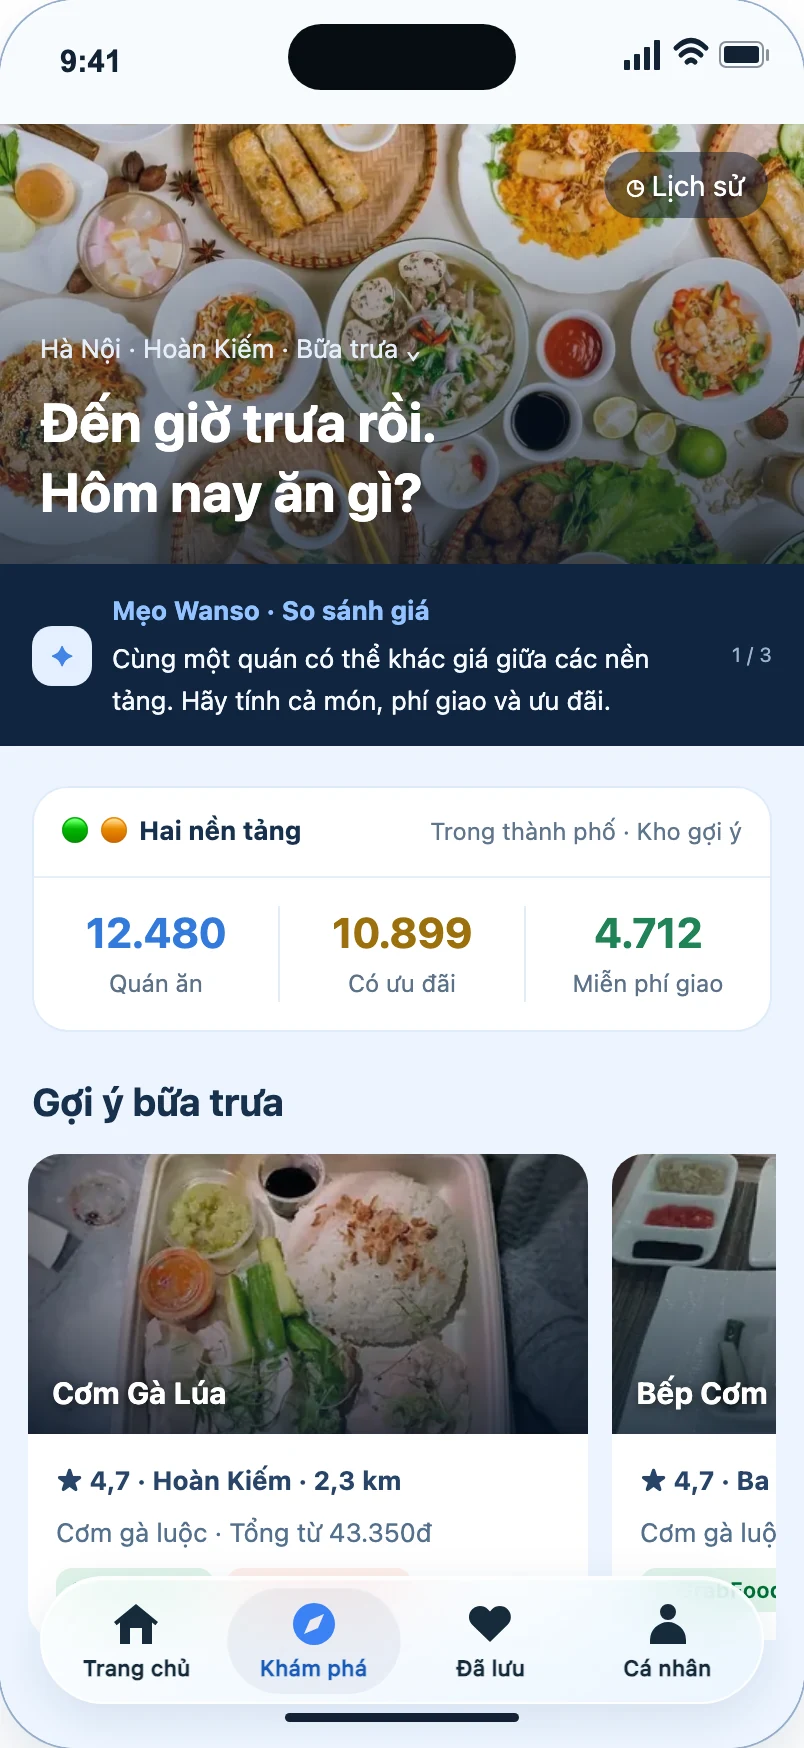 9:41
Lịch sử
Hà Nội · Hoàn Kiếm · Bữa trưa
Đến giờ trưa rồi.
Hôm nay ăn gì?
Mẹo Wanso · So sánh giá
Cùng một quán có thể khác giá giữa các nền
tảng. Hãy tính cả món, phí giao và ưu đãi.
1 / 3
Hai nền tảng
Trong thành phố · Kho gợi ý
12.480
10.899
4.712
Quán ăn
Có ưu đãi
Miễn phí giao
Gợi ý bữa trưa
Cơm Gà Lúa
Bếp Cơm
4,7 · Hoàn Kiếm · 2,3 km
4,7 · Ba
Cơm gà luộc · Tổng từ 43.350đ
Cơm gà luộ
Trang chủ
Khám phá
Đã lưu
Cá nhân